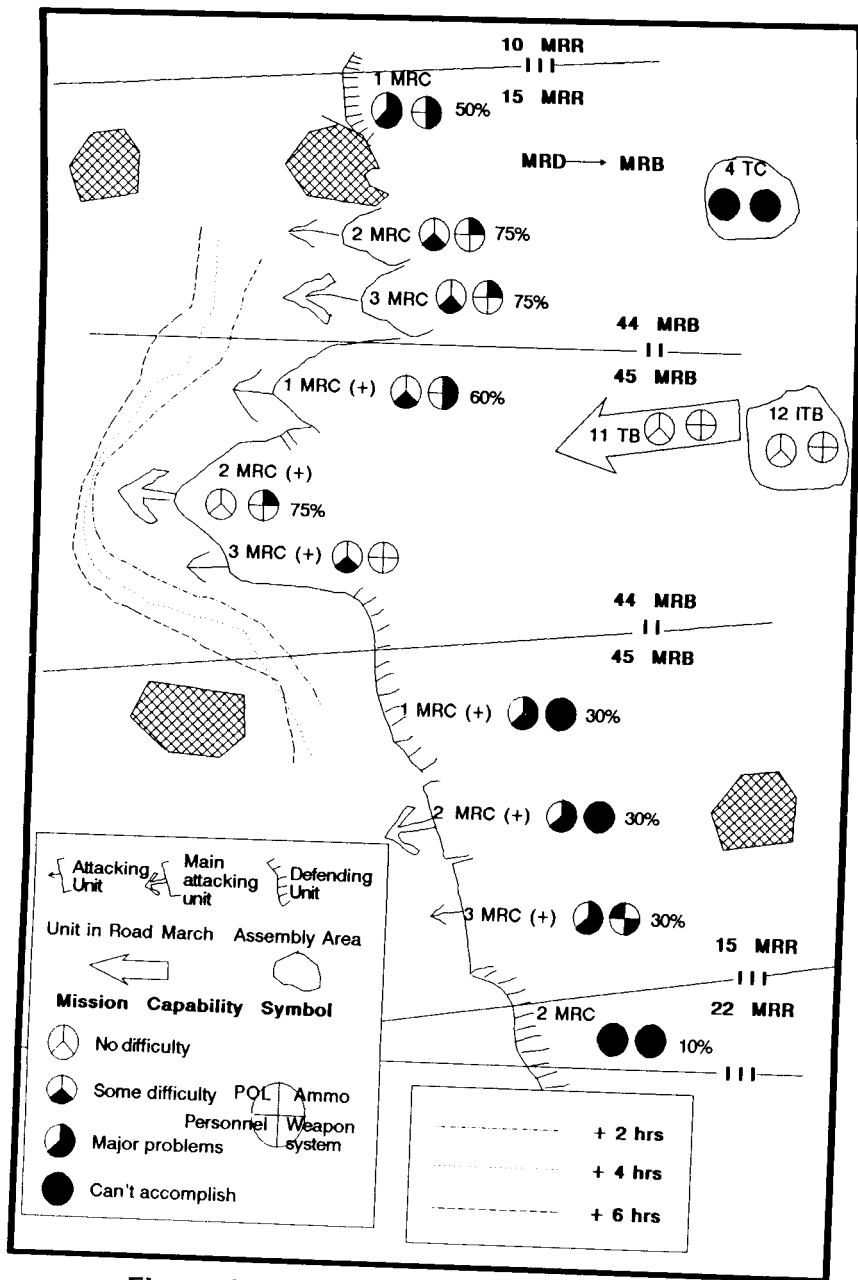 10 MRR
1 MRC
50%
15 MRR
MRD → MRB
4 TC
2 MRC
75%
3 MRC
75%
44 MRB
45 MRB
1 MRC (+)
60%
11 TB
12 ITB
2 MRC (+)
75%
3 MRC (+)
44 MRB
45 MRB
1 MRC (+)
30%
2 MRC (+)
30%
3 MRC (+)
30%
15 MRR
22 MRR
2 MRC
10%
Attacking
Unit
Main
attacking
unit
Defending
Unit
Unit in Road March
Assembly Area
Mission Capability Symbol
No difficulty
Some difficulty
POL
Ammo
Personnel
Weapon
system
Major problems
Can't accomplish
+ 2 hrs
+ 4 hrs
+ 6 hrs